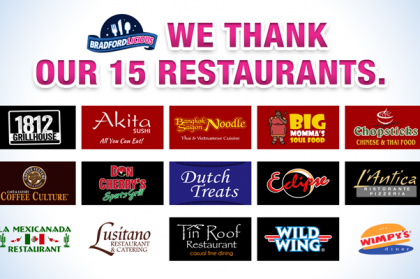 BRADFORDLICIOUS
WE THANK
OUR 15 RESTAURANTS.
1812
GRILLHOUSE
Akita
SUSHI
All You Can Eat!
Bangkok
Saigon Noodle
Thai & Vietnamese Cuisine
BIG
MOMMA'S
SOUL FOOD
Chopsticks
CHINESE & THAI FOOD
COFFEE CULTURE
DON
CHERRY'S
Sports Grill
Dutch
Treats
Eclipse
L'Antica
RISTORANTE
PIZZERIA
LA MEXICANADA
RESTAURANT
Lusitano
RESTAURANT
& CATERING
Tin Roof
Restaurant
casual fine dining
WILD
WING
WIMPY'S
diner